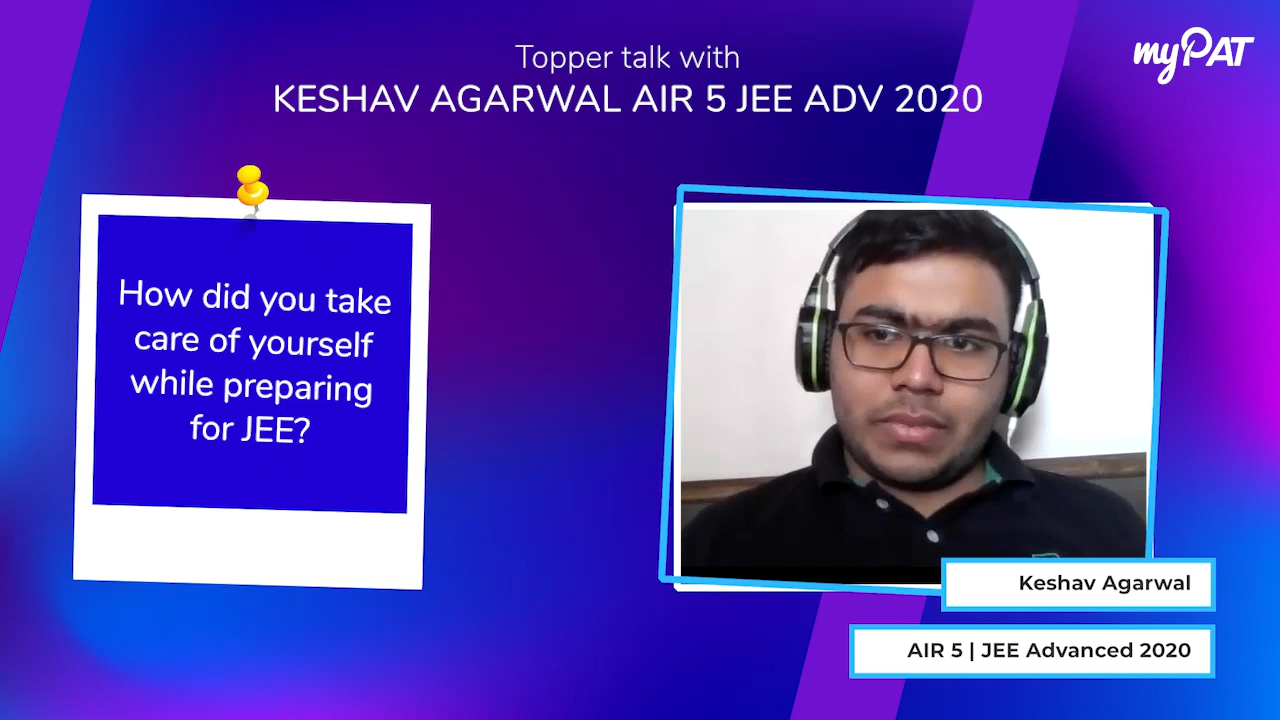 Topper talk with
KESHAV AGARWAL AIR 5 JEE ADV 2020
myPAT
How did you take
care of yourself
while preparing
for JEE?
Keshav Agarwal
AIR 5 | JEE Advanced 2020